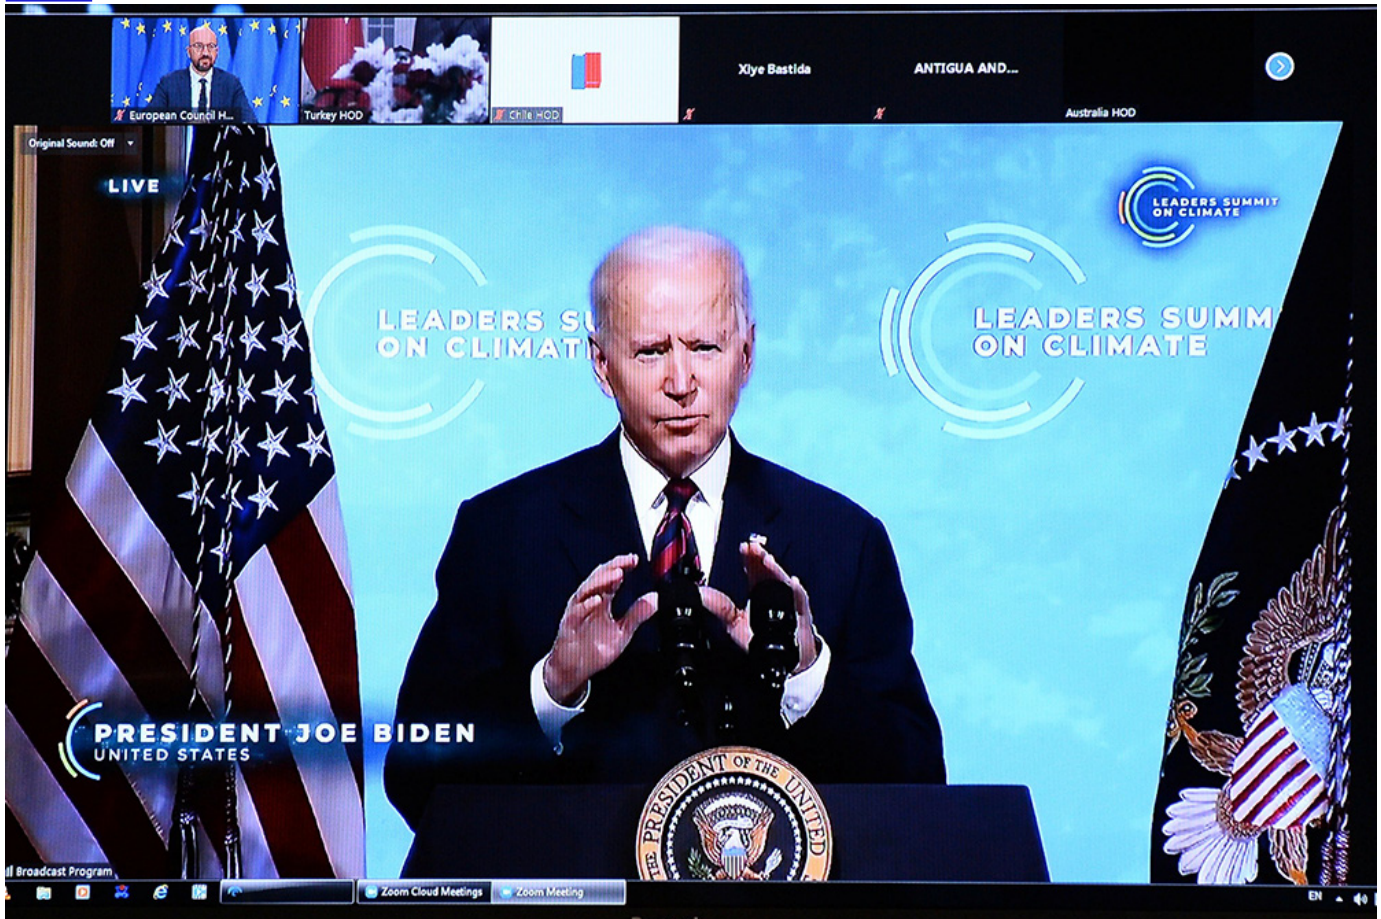 European Council H...
Turkey HOD
Chile HOD
Xiye Bastida
ANTIGUA AND...
Australia HOD
Original Sound: Off
LIVE
LEADERS SUMMIT
ON CLIMATE
LEADERS SU
ON CLIMAT
LEADERS SUMM
ON CLIMATE
PRESIDENT JOE BIDEN
UNITED STATES
THE PRESIDENT OF THE UNITED
Broadcast Program
Zoom Cloud Meetings
Zoom Meeting
EN